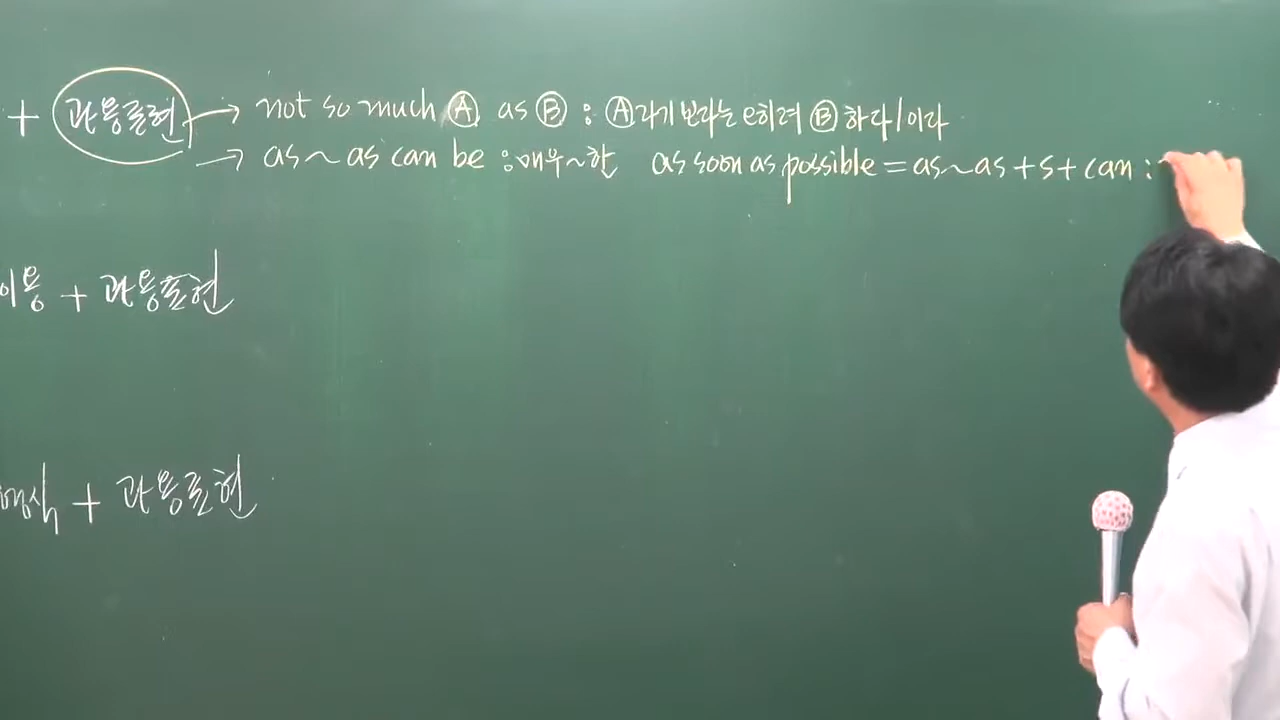 + 관용표현 → not so much Ⓐ as Ⓑ : Ⓐ라기 보다는 오히려 Ⓑ하다/이다
→ as~as can be : 매우~한 as soon as possible = as~as + s + can :
이용 + 관용표현
+ 관용표현